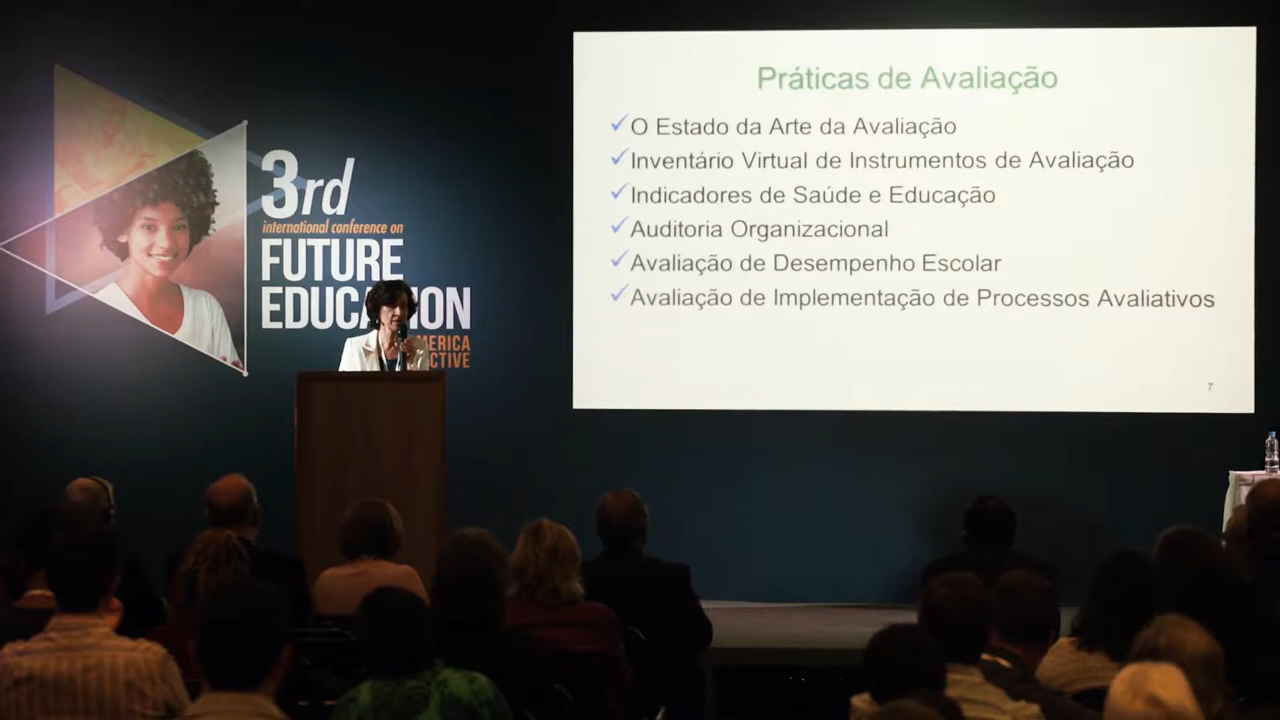 3rd
international conference on
FUTURE
EDUCATION
MERICA
CTIVE
Práticas de Avaliação
O Estado da Arte da Avaliação
Inventário Virtual de Instrumentos de Avaliação
Indicadores de Saúde e Educação
Auditoria Organizacional
Avaliação de Desempenho Escolar
Avaliação de Implementação de Processos Avaliativos
7